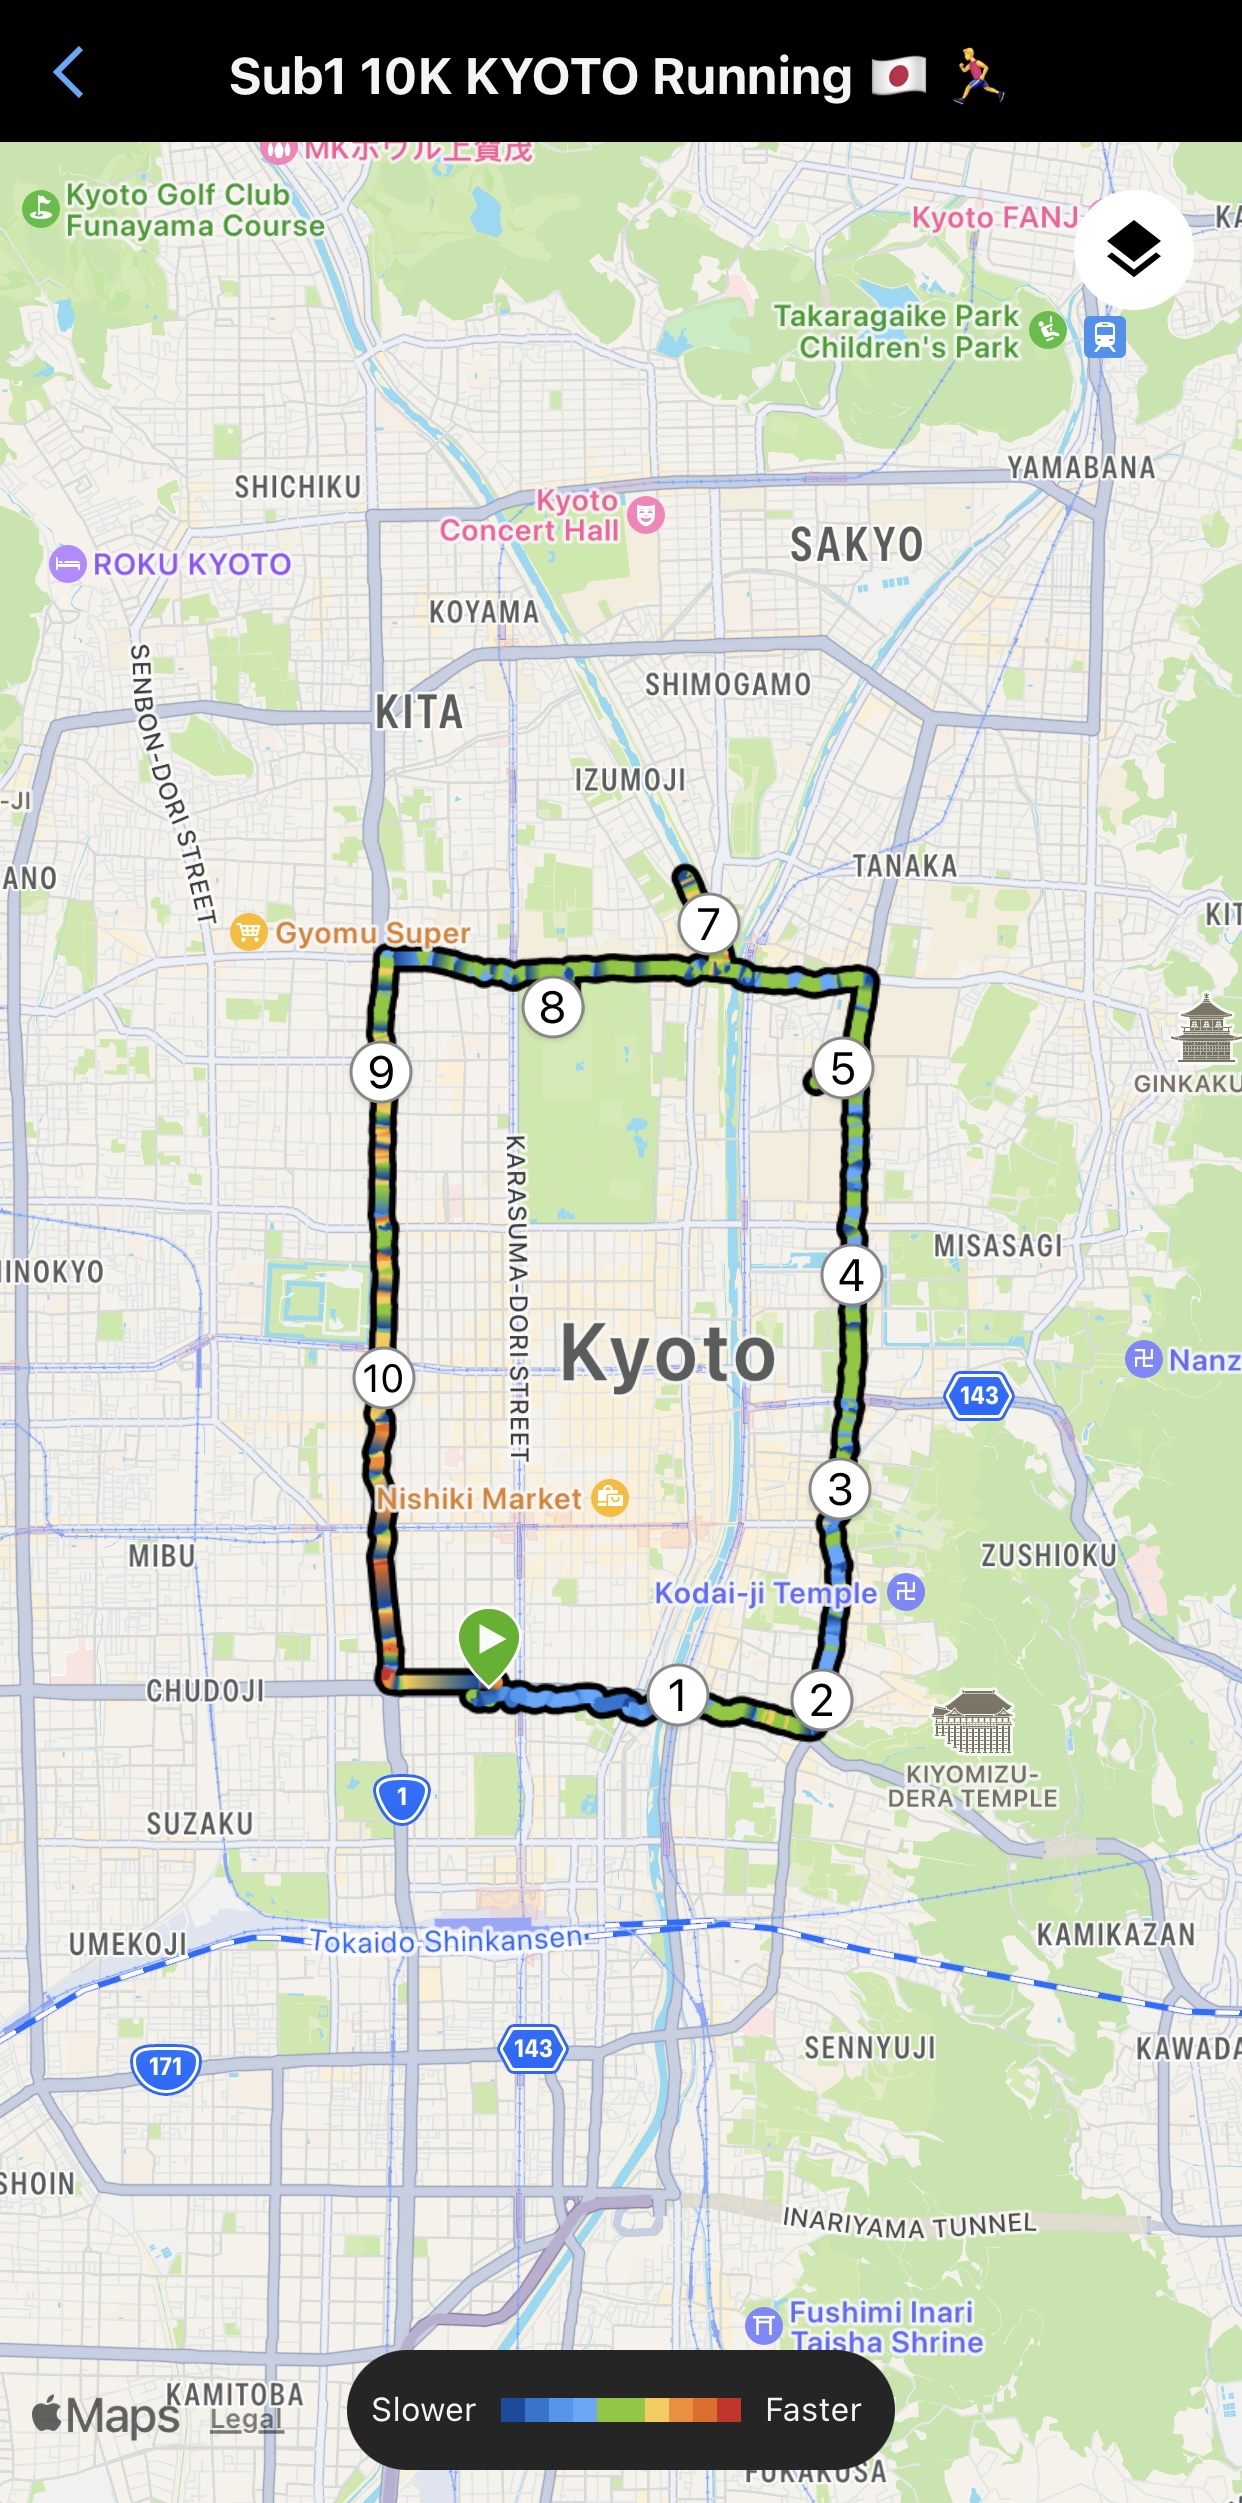 Sub1 10K KYOTO Running 🇯🇵 🏃
MKボウル上賀茂
Kyoto Golf Club
Funayama Course
Kyoto FANJ
KA
Takaragaike Park
Children's Park
YAMABANA
SHICHIKU
Kyoto
Concert Hall
SAKYO
ROKU KYOTO
KOYAMA
SENBON-DORI STREET
SHIMOGAMO
KITA
IZUMOJI
-JI
TANAKA
ANO
KIT
7
Gyomu Super
8
9
5
GINKAKU
KARASUMA-DORI STREET
MISASAGI
INOKYO
4
Kyoto
Nanz
10
143
3
Nishiki Market
MIBU
ZUSHIOKU
Kodai-ji Temple
CHUDOJI
1
2
KIYOMIZU-
DERA TEMPLE
1
SUZAKU
KAMIKAZAN
UMEKOJI
Tokaido Shinkansen
143
SENNYUJI
KAWADA
171
SHOIN
INARIYAMA TUNNEL
Fushimi Inari
Taisha Shrine
KAMITOBA
Maps
Legal
Slower
Faster
FUKAKUSA